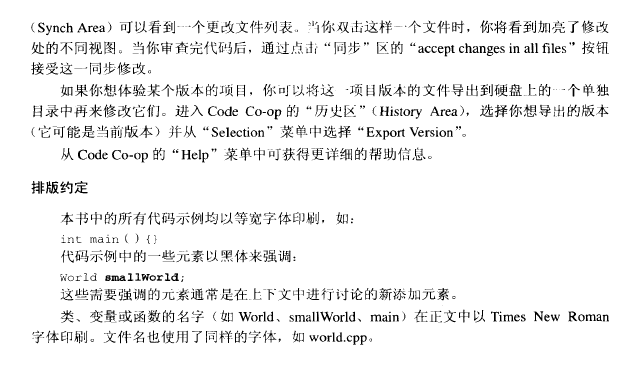 （Synch Area）可以看到一个更改文件列表。当你双击这样一个文件时，你将看到加亮了修改
处的不同视图。当你审查完代码后，通过点击“同步”区的“accept changes in all files”按钮
接受这一同步修改。
如果你想体验某个版本的项目，你可以将这一项目版本的文件导出到硬盘上的一个单独
目录中再来修改它们。进入 Code Co-op 的“历史区”（History Area），选择你想导出的版本
（它可能是当前版本）并从“Selection”菜单中选择“Export Version”。
从 Code Co-op 的“Help”菜单中可获得更详细的帮助信息。
排版约定
本书中的所有代码示例均以等宽字体印刷，如：
int main ( ) {}
代码示例中的一些元素以黑体来强调：
World smallWorld;
这些需要强调的元素通常是在上下文中进行讨论的新添加元素。
类、变量或函数的名字（如 World、smallWorld、main）在正文中以 Times New Roman
字体印刷。文件名也使用了同样的字体，如 world.cpp。